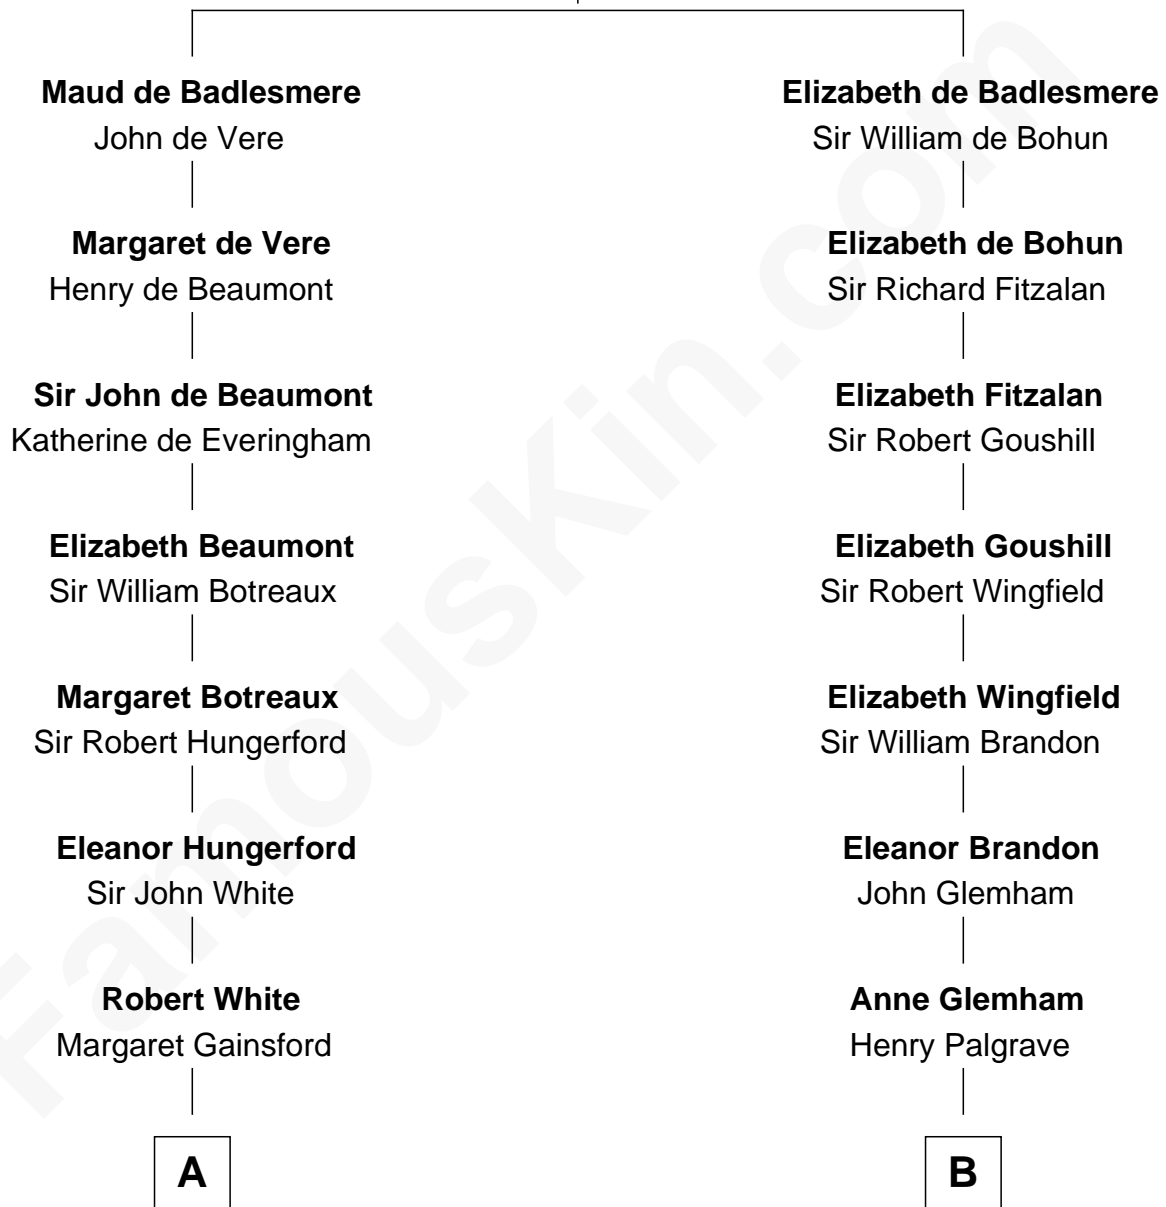 Maud de Badlesmere
John de Vere
Margaret de Vere
Henry de Beaumont
Sir John de Beaumont
Katherine de Everingham
Elizabeth Beaumont
Sir William Botreaux
Margaret Botreaux
Sir Robert Hungerford
Eleanor Hungerford
Sir John White
Robert White
Margaret Gainsford
A
Elizabeth de Badlesmere
Sir William de Bohun
Elizabeth de Bohun
Sir Richard Fitzalan
Elizabeth Fitzalan
Sir Robert Goushill
Elizabeth Goushill
Sir Robert Wingfield
Elizabeth Wingfield
Sir William Brandon
Eleanor Brandon
John Glemham
Anne Glemham
Henry Palgrave
B
FamousKin.com